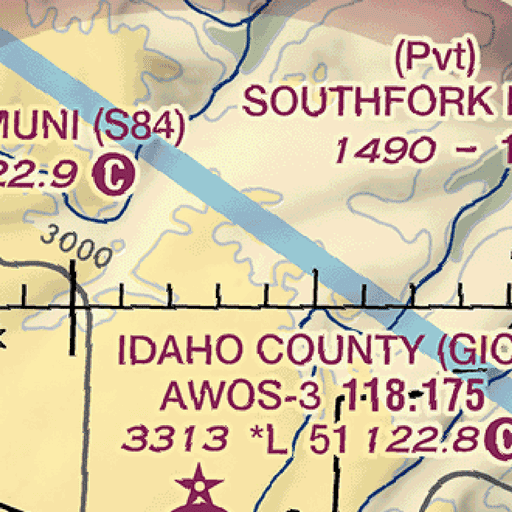 (Pvt)
SOUTHFORK
MUNI (S84)
1490 - 1
22.9 C
3000
IDAHO COUNTY (GIC
AWOS-3 118.175
3313 *L 51 122.8 C